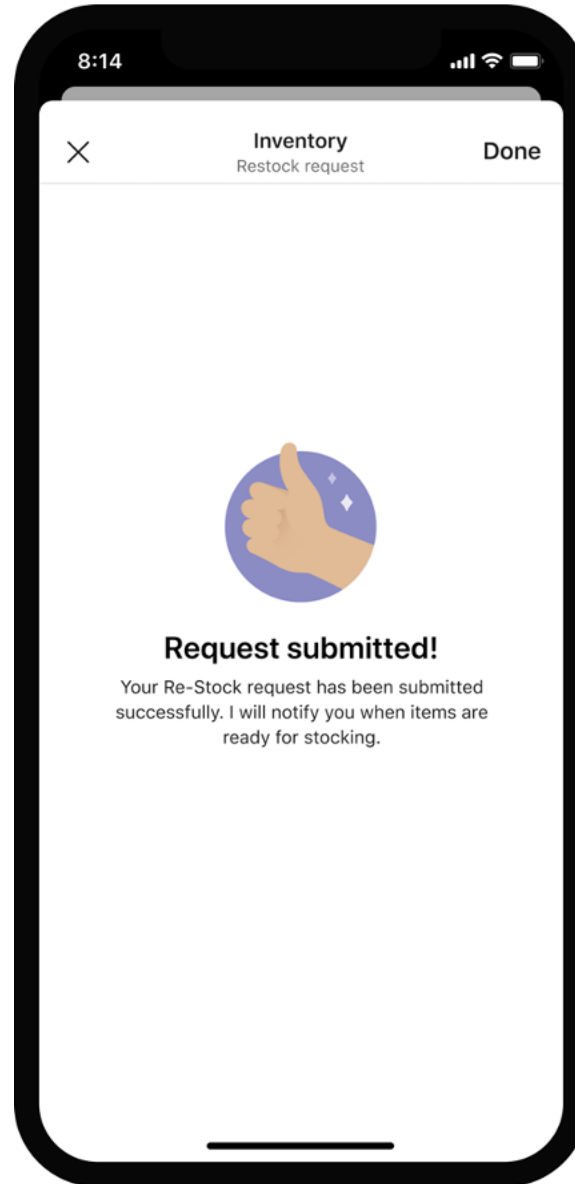 8:14
Inventory
Restock request
Done
Request submitted!
Your Re-Stock request has been submitted
successfully. I will notify you when items are
ready for stocking.